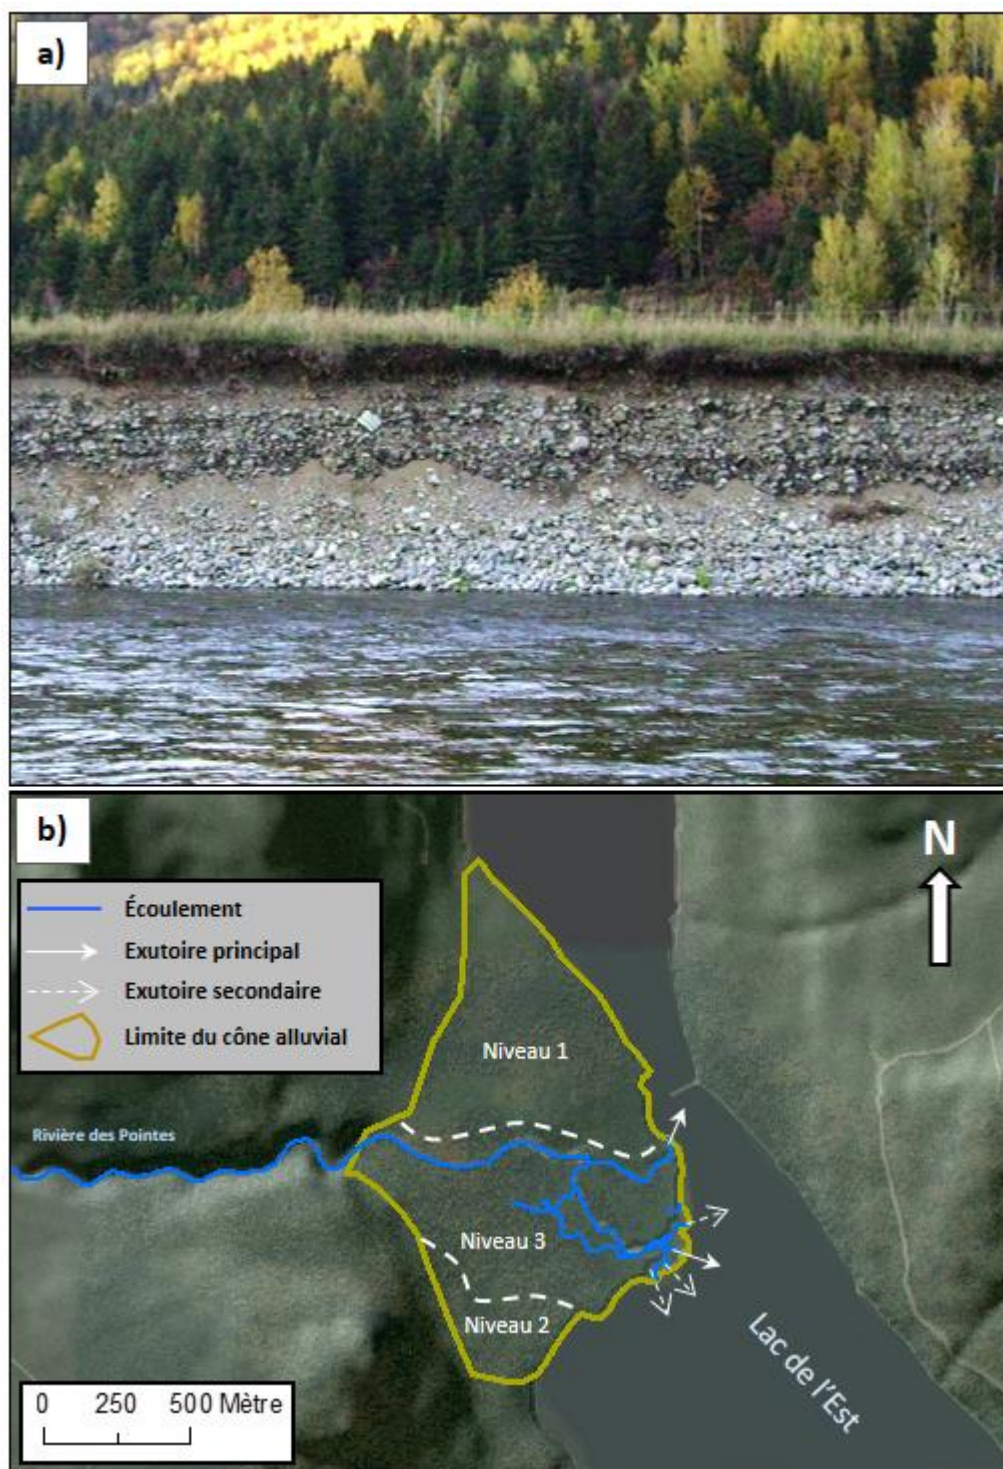 a)
b)
N
Écoulement
Exutoire principal
Exutoire secondaire
Limite du cône alluvial
Niveau 1
Rivière des Pointes
Niveau 3
Niveau 2
Lac de l'Est
0 250 500 Mètre